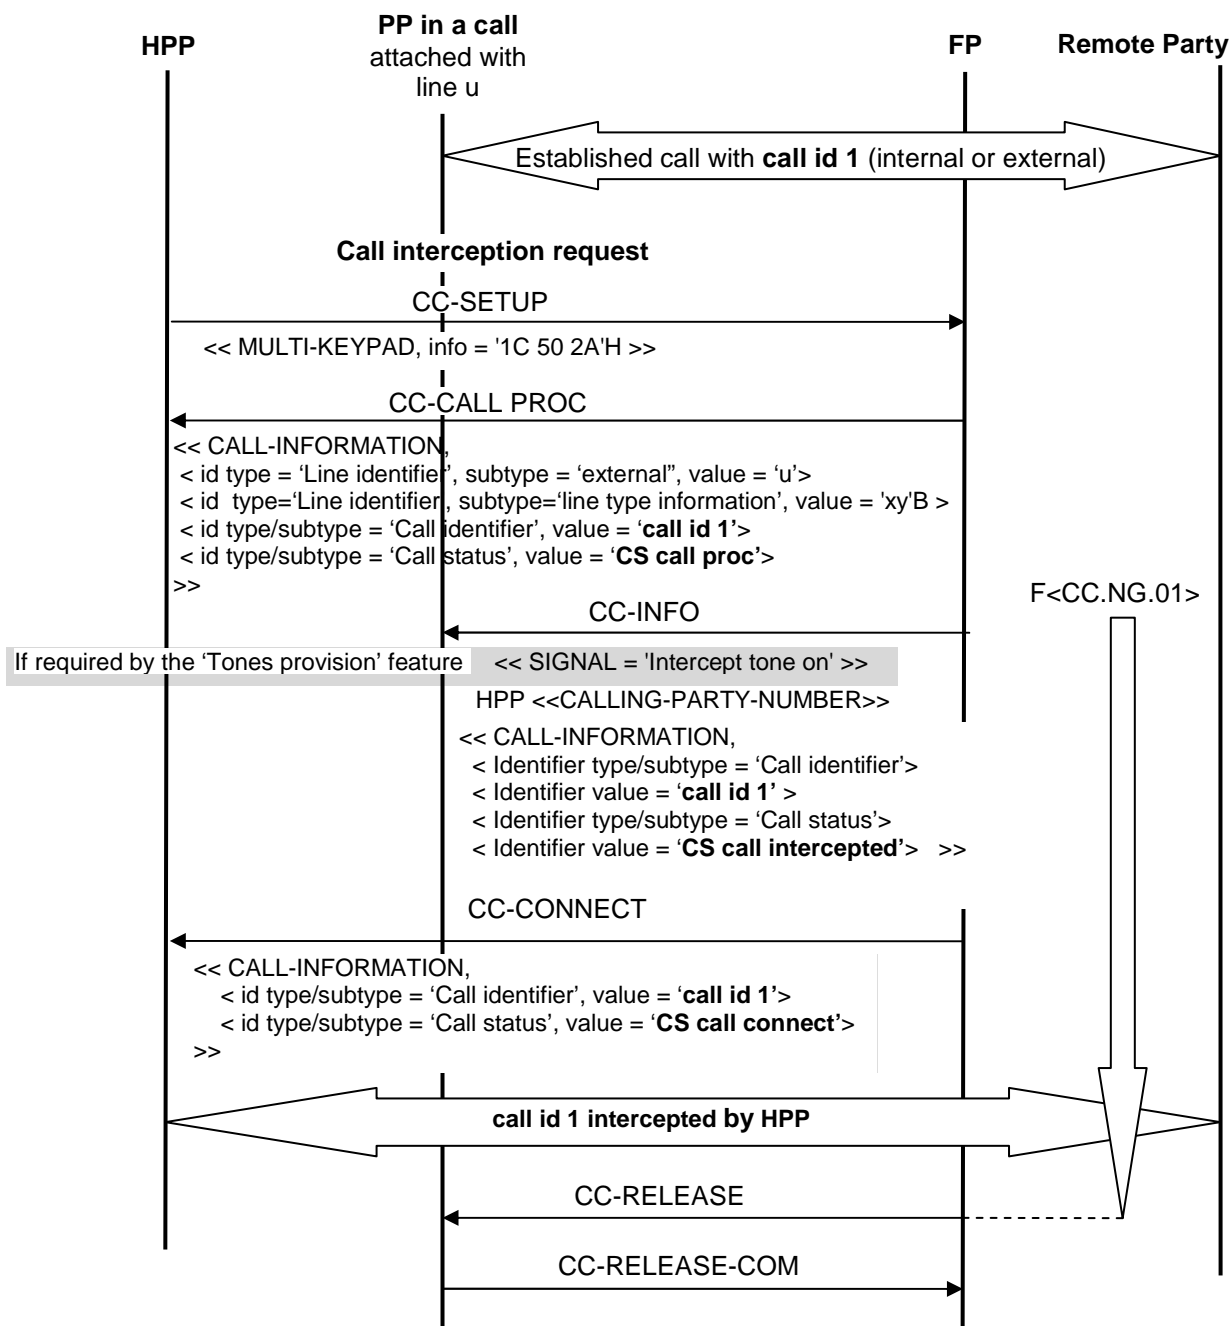 HPP
PP in a call
attached with
line u
FP
Remote Party
Established call with call id 1 (internal or external)
Call interception request
CC-SETUP
<< MULTI-KEYPAD, info = '1C 50 2A'H >>
CC-CALL PROC
<< CALL-INFORMATION,
< id type = ‘Line identifier’, subtype = ‘external”, value = ‘u’>
< id type=‘Line identifier’, subtype=‘line type information’, value = 'xy'B >
< id type/subtype = ‘Call identifier’, value = ‘call id 1’>
< id type/subtype = ‘Call status’, value = ‘CS call proc’>
>>
F<CC.NG.01>
CC-INFO
If required by the ‘Tones provision’ feature << SIGNAL = 'Intercept tone on' >>
HPP <<CALLING-PARTY-NUMBER>>
<< CALL-INFORMATION,
< Identifier type/subtype = ‘Call identifier’>
< Identifier value = ‘call id 1’ >
< Identifier type/subtype = ‘Call status’>
< Identifier value = ‘CS call intercepted’> >>
CC-CONNECT
<< CALL-INFORMATION,
< id type/subtype = ‘Call identifier’, value = ‘call id 1’>
< id type/subtype = ‘Call status’, value = ‘CS call connect’>
>>
call id 1 intercepted by HPP
CC-RELEASE
CC-RELEASE-COM